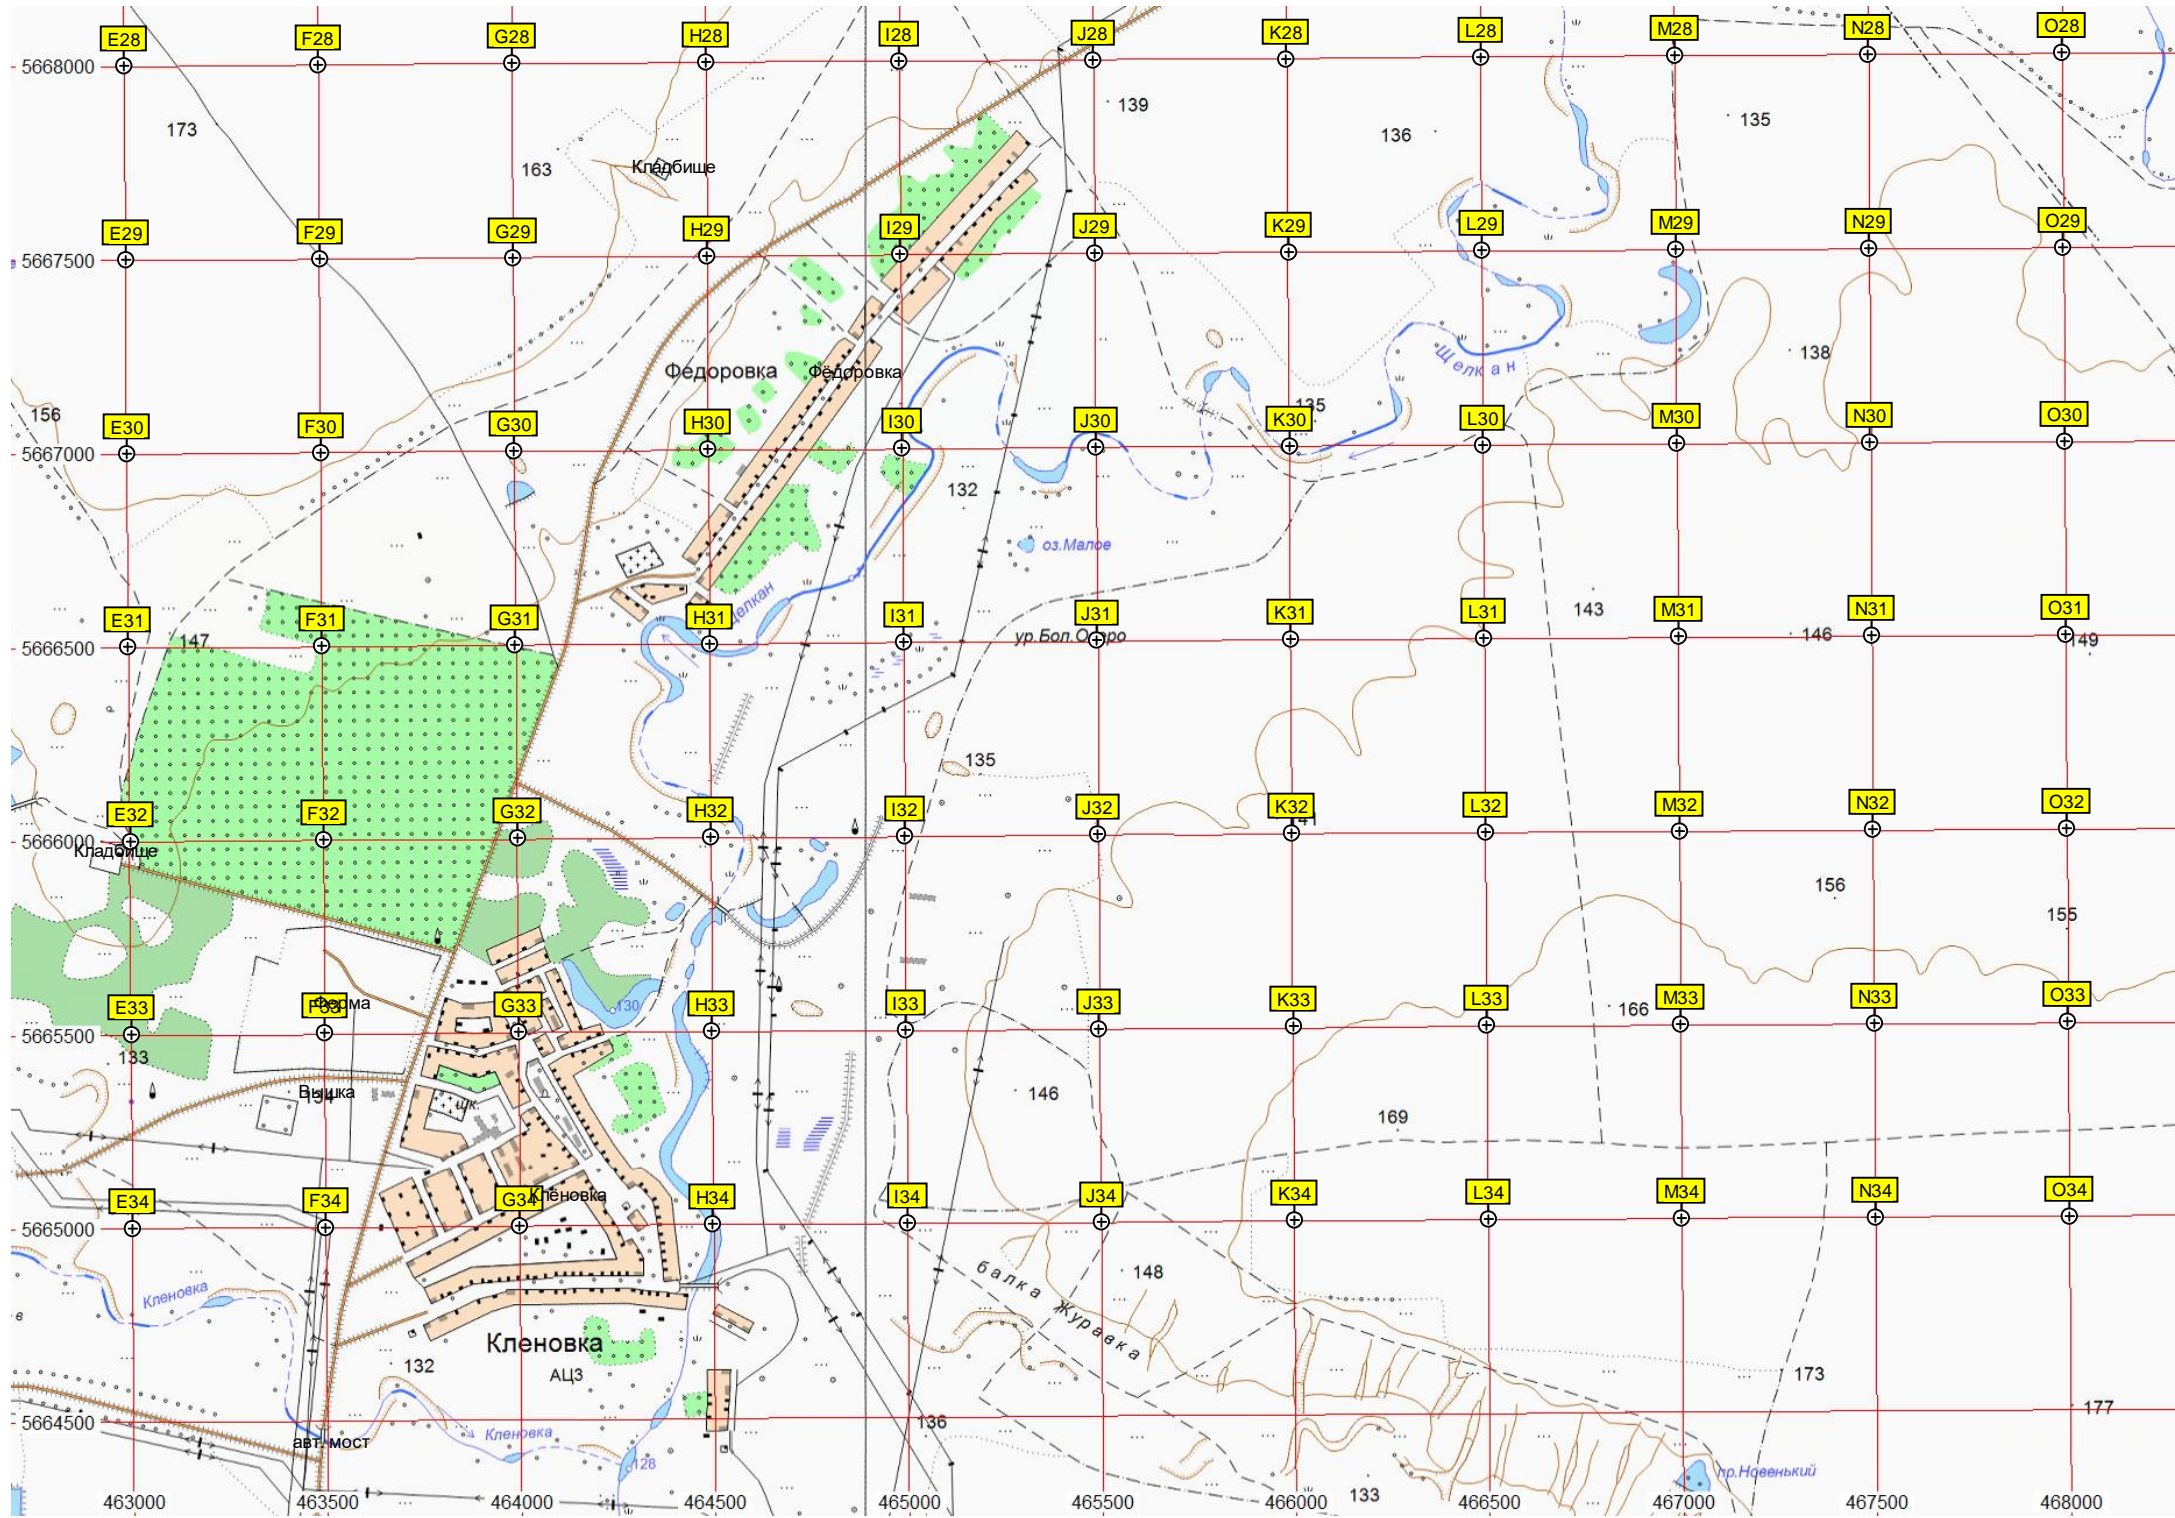 E28 F28 G28 H28 I28 J28 K28 L28 M28 N28 O28
5668000
173 163 Кладбище 139 136 135
E29 F29 G29 H29 I29 J29 K29 L29 M29 N29 O29
5667500
Федоровка Фёдоровка Щелкан 138
156 135
E30 F30 G30 H30 I30 J30 K30 L30 M30 N30 O30
5667000
132
оз.Малое
Щелкан 143
E31 F31 G31 H31 I31 J31 K31 L31 M31 N31 O31
147 146 149
5666500
135
E32 F32 G32 H32 I32 J32 K32 L32 M32 N32 O32
5666000
Кладбище
156
155
E33 F33 G33 H33 I33 J33 K33 L33 M33 N33 O33
Ферма 130 166
5665500
133
Вышка 146
шк. 169
E34 F34 G34 H34 I34 J34 K34 L34 M34 N34 O34
Клёновка
5665000
балка Журавка 148
Кленовка
в
Кленовка
132 АЦЗ 173
5664500 136 177
Кленовка
авт. мост
128 пр.Новенький
133
463000 463500 464000 464500 465000 465500 466000 466500 467000 467500 468000